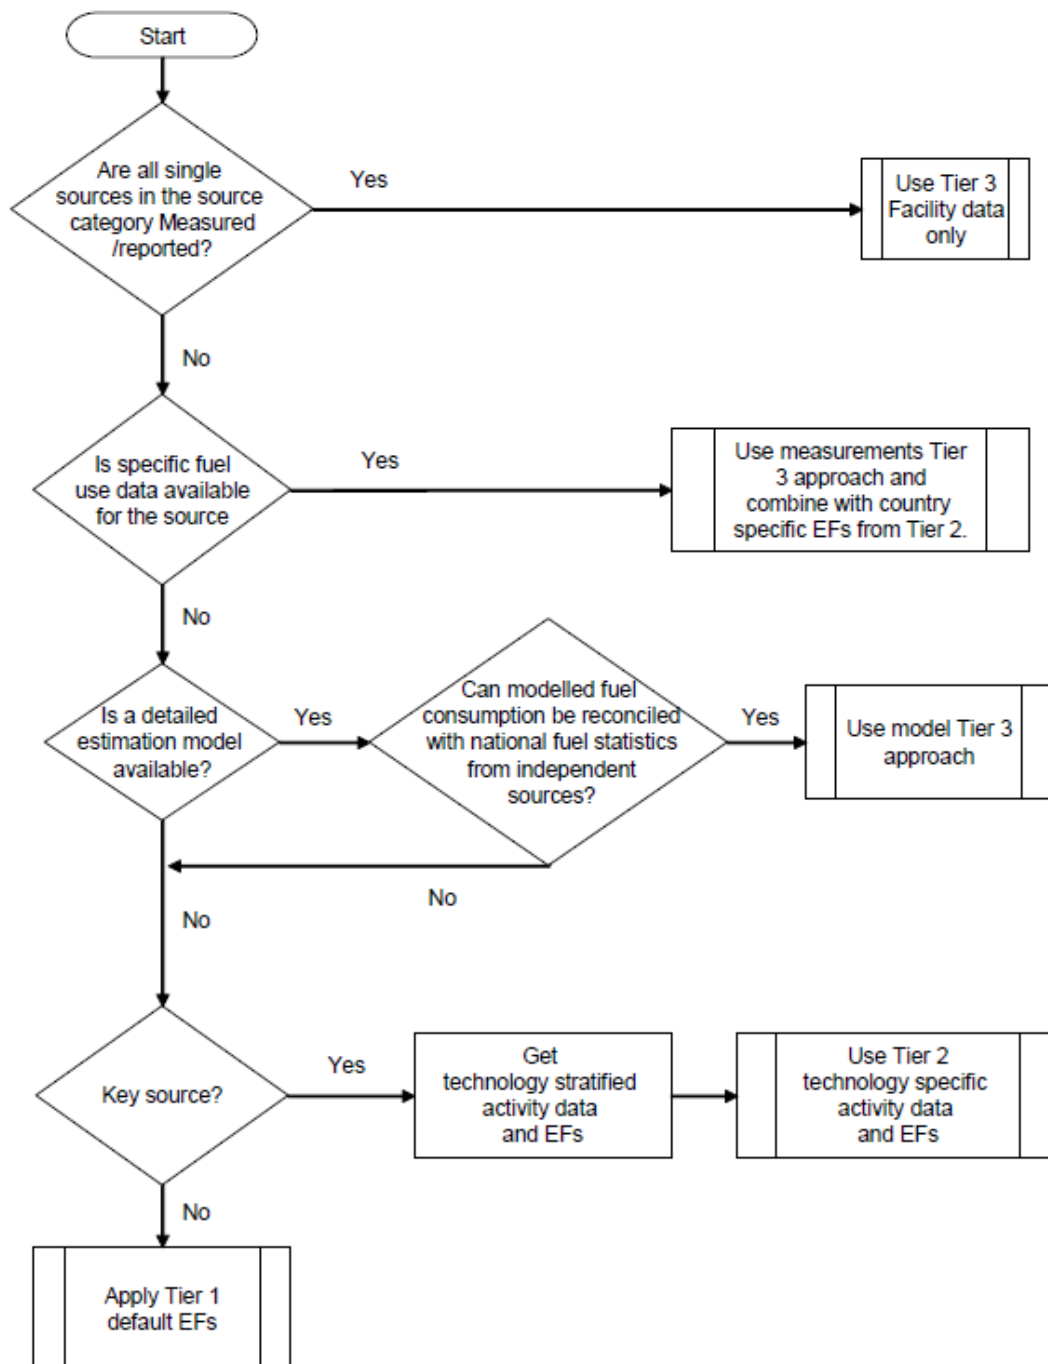 Start
Are all single
sources in the source
category Measured
/reported?
Yes
Use Tier 3
Facility data
only
No
Is specific fuel
use data available
for the source
Yes
Use measurements Tier
3 approach and
combine with country
specific EFs from Tier 2.
No
Is a detailed
estimation model
available?
Yes
Can modelled fuel
consumption be reconciled
with national fuel statistics
from independent
sources?
Yes
Use model Tier 3
approach
No
No
Key source?
Yes
Get
technology stratified
activity data
and EFs
Use Tier 2
technology specific
activity data
and EFs
No
Apply Tier 1
default EFs